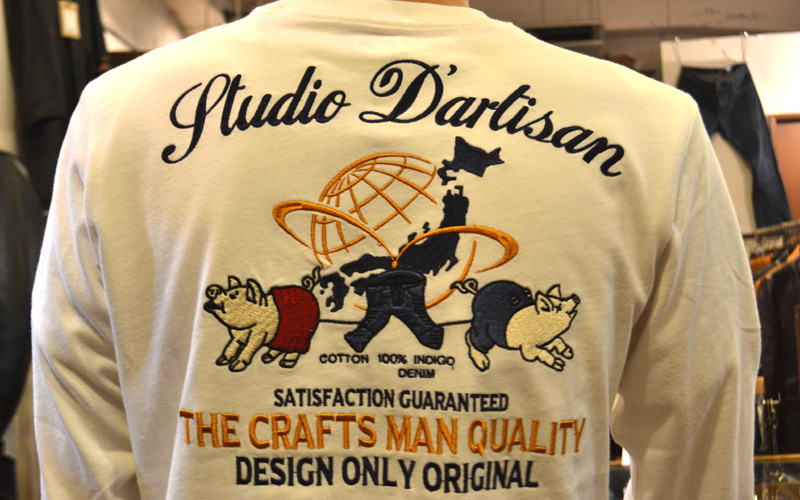 Studio D'artisan
COTTON 100% INDIGO
DENIM
SATISFACTION GUARANTEED
THE CRAFTS MAN QUALITY
DESIGN ONLY ORIGINAL